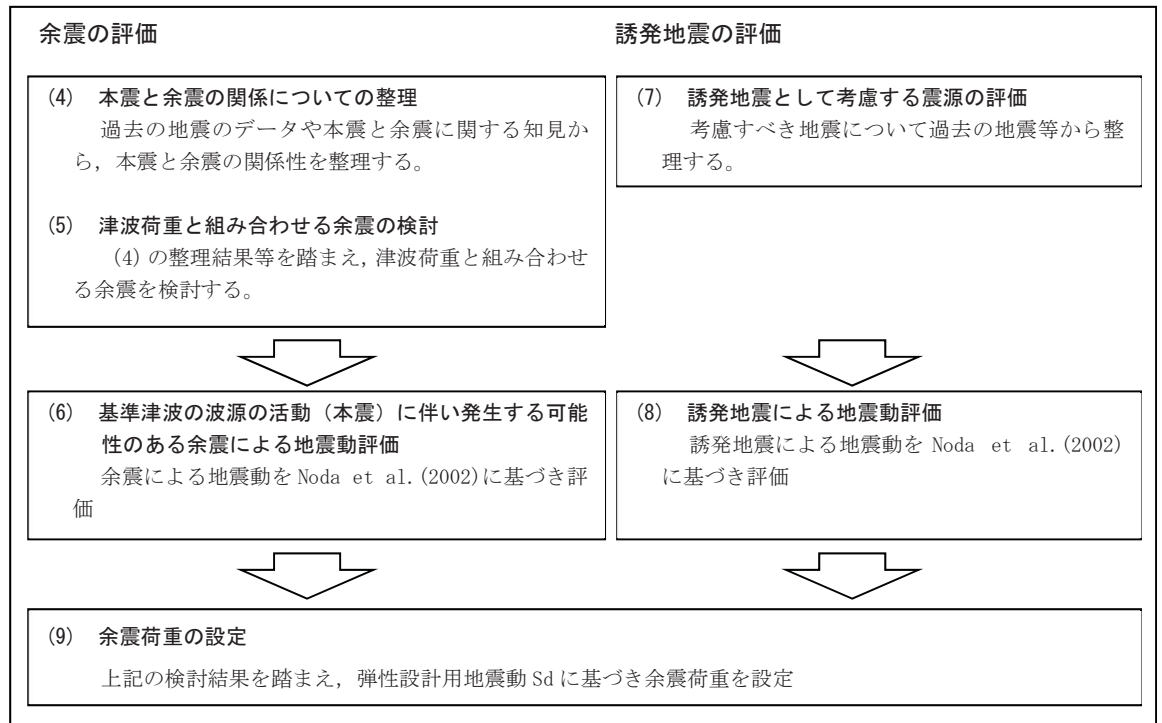 余震の評価
(4) 本震と余震の関係についての整理
過去の地震のデータや本震と余震に関する知見か
ら，本震と余震の関係性を整理する。
(5) 津波荷重と組み合わせる余震の検討
(4)の整理結果等を踏まえ，津波荷重と組み合わせ
る余震を検討する。
(6) 基準津波の波源の活動（本震）に伴い発生する可能
性のある余震による地震動評価
余震による地震動を Noda et al.(2002)に基づき評
価
誘発地震の評価
(7) 誘発地震として考慮する震源の評価
考慮すべき地震について過去の地震等から整
理する。
(8) 誘発地震による地震動評価
誘発地震による地震動を Noda et al.(2002)
に基づき評価
(9) 余震荷重の設定
上記の検討結果を踏まえ，弾性設計用地震動 Sd に基づき余震荷重を設定